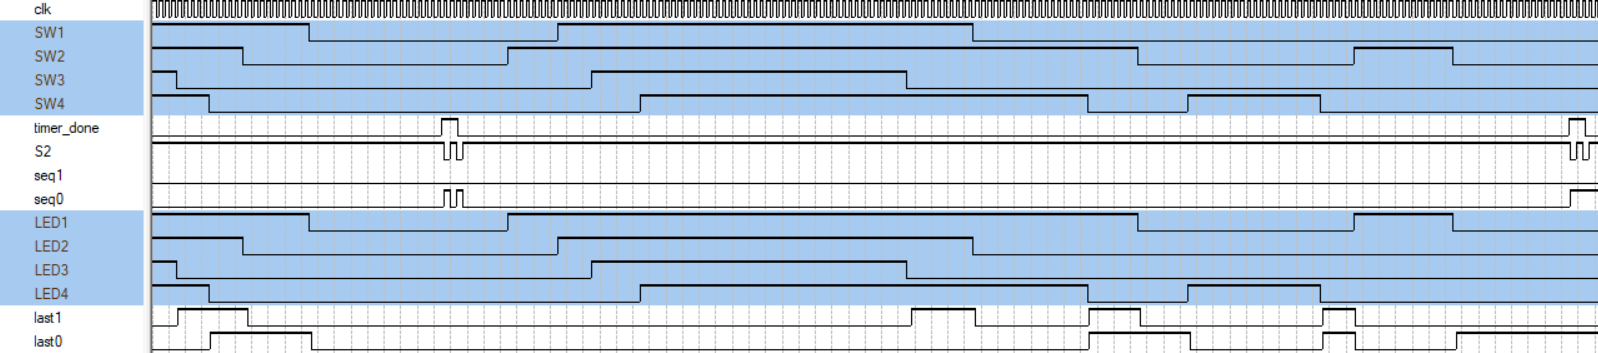 clk
SW1
SW2
SW3
SW4
timer_done
S2
seq1
seq0
LED1
LED2
LED3
LED4
last1
last0